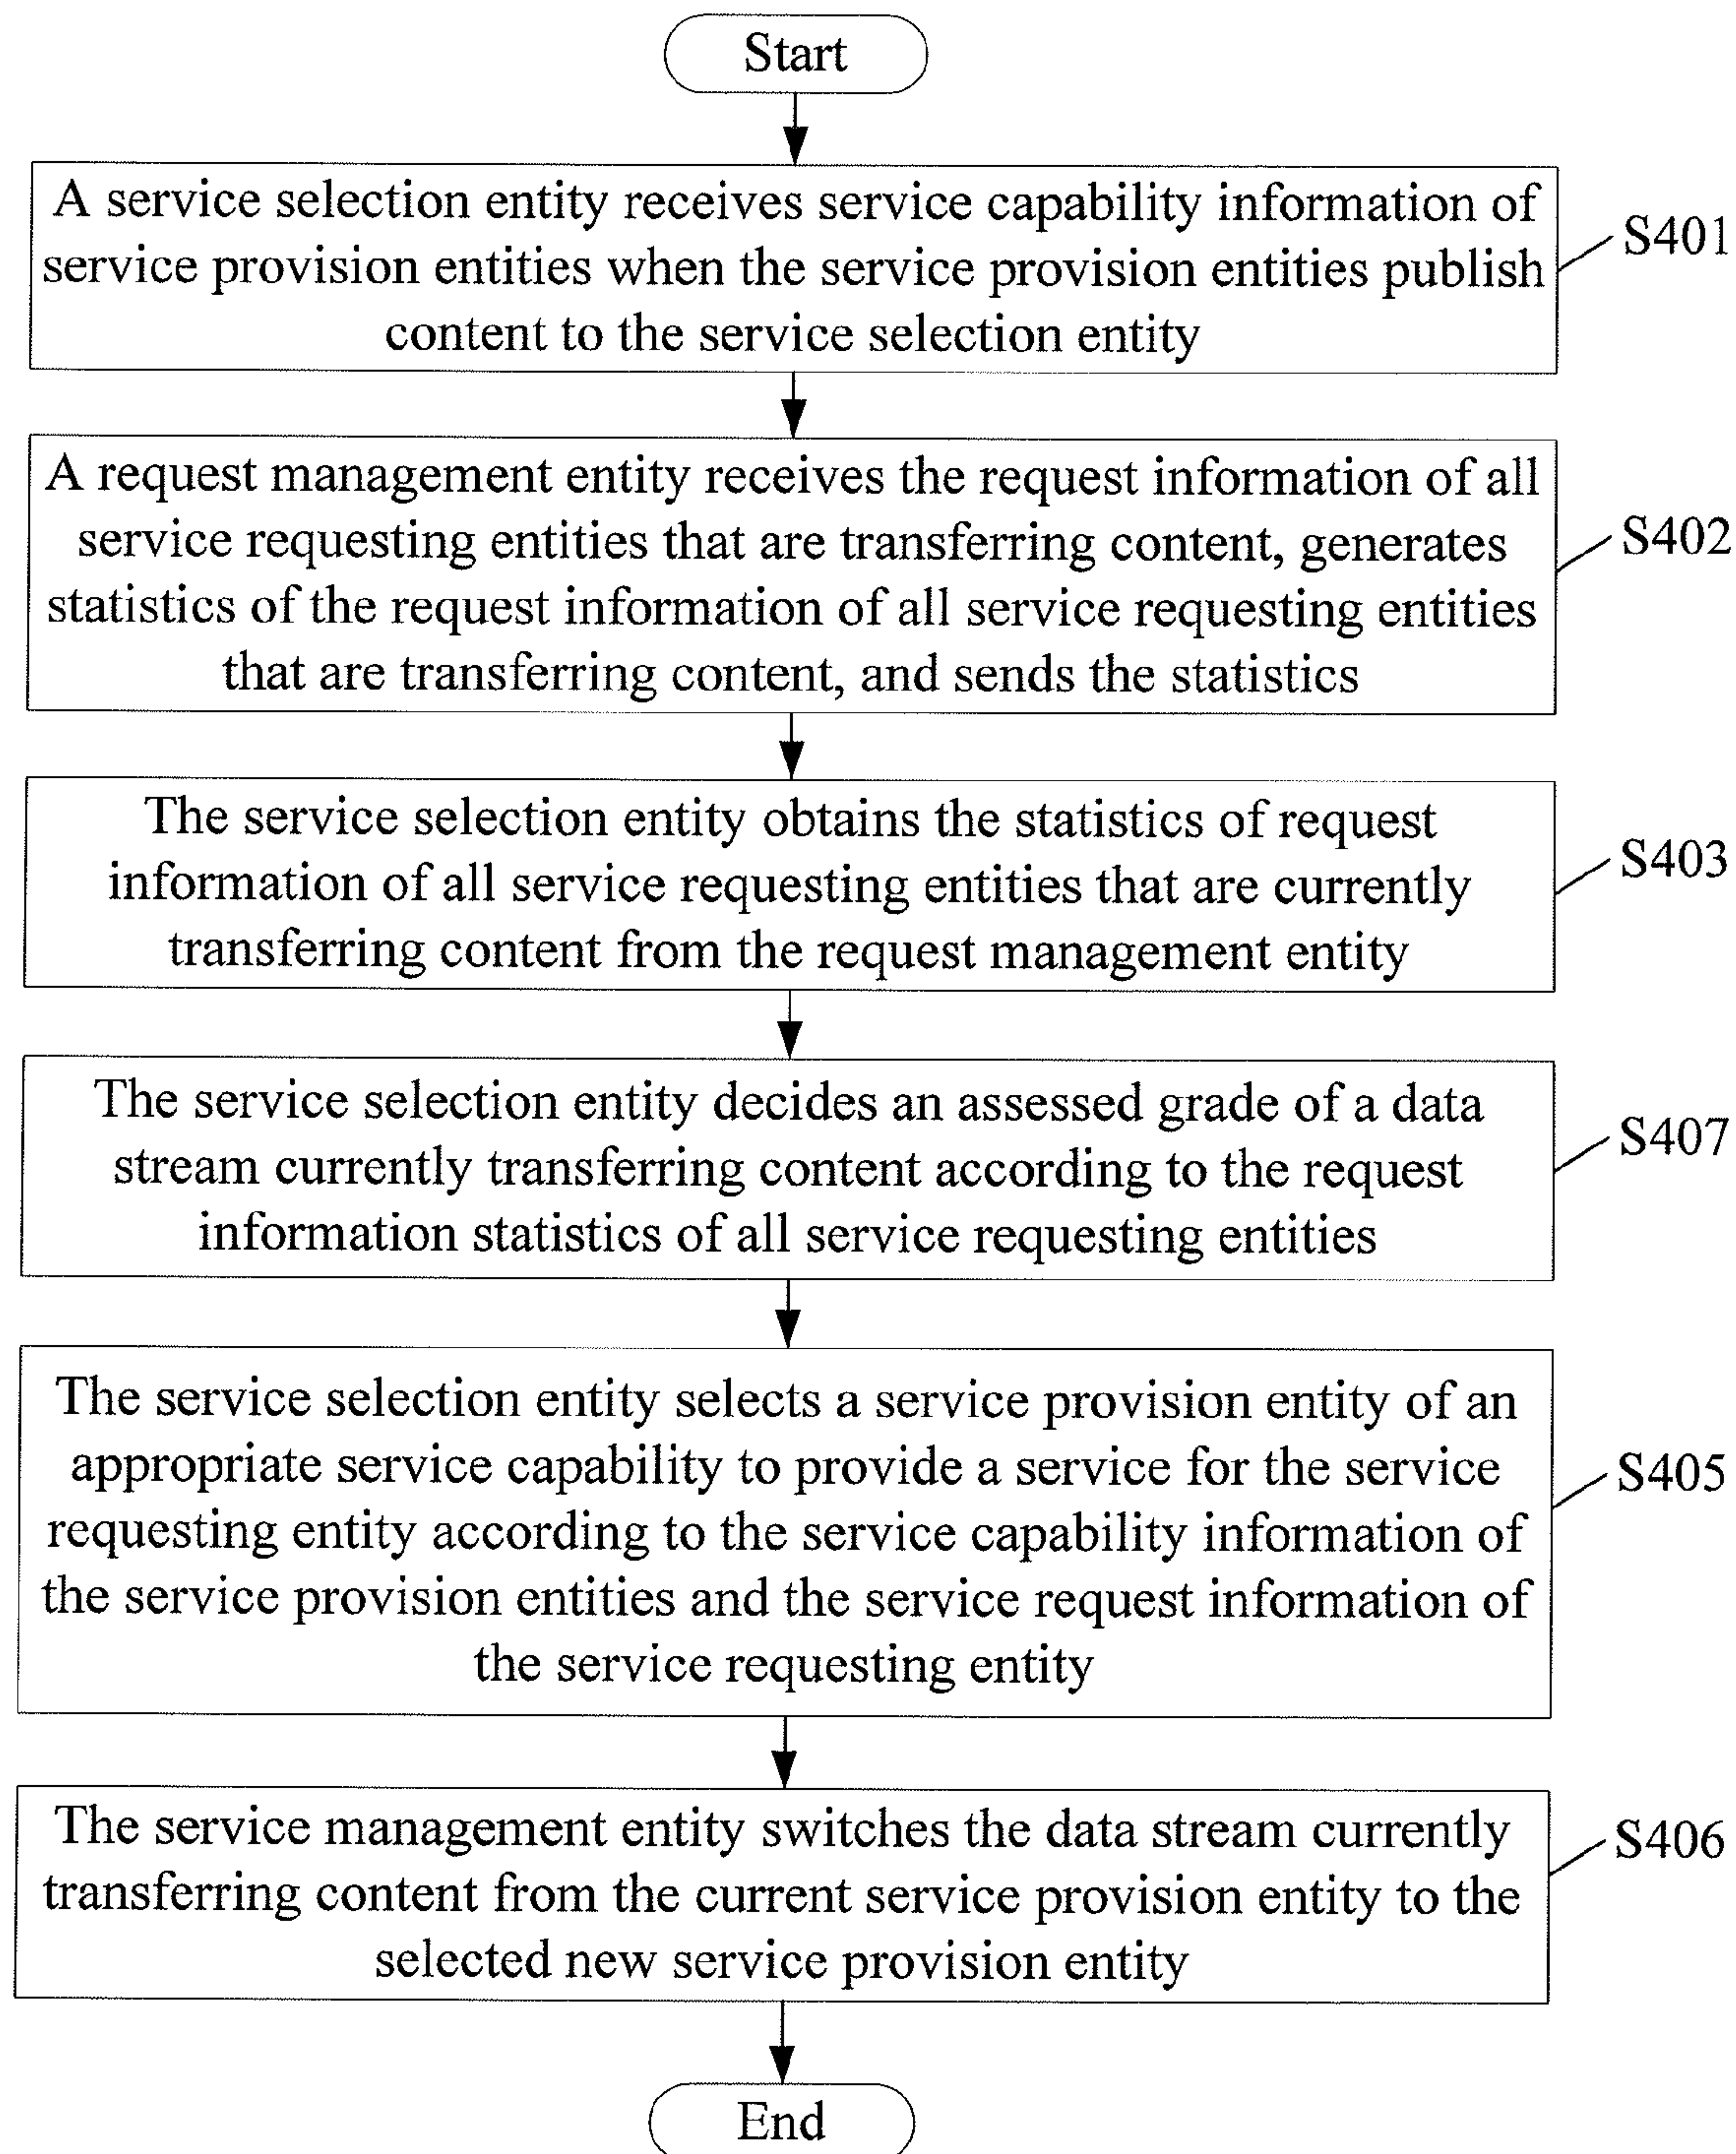 Start
A service selection entity receives service capability information of
service provision entities when the service provision entities publish
content to the service selection entity
S401
A request management entity receives the request information of all
service requesting entities that are transferring content, generates
statistics of the request information of all service requesting entities
that are transferring content, and sends the statistics
S402
The service selection entity obtains the statistics of request
information of all service requesting entities that are currently
transferring content from the request management entity
S403
The service selection entity decides an assessed grade of a data
stream currently transferring content according to the request
information statistics of all service requesting entities
S407
The service selection entity selects a service provision entity of an
appropriate service capability to provide a service for the service
requesting entity according to the service capability information of
the service provision entities and the service request information of
the service requesting entity
S405
The service management entity switches the data stream currently
transferring content from the current service provision entity to the
selected new service provision entity
S406
End